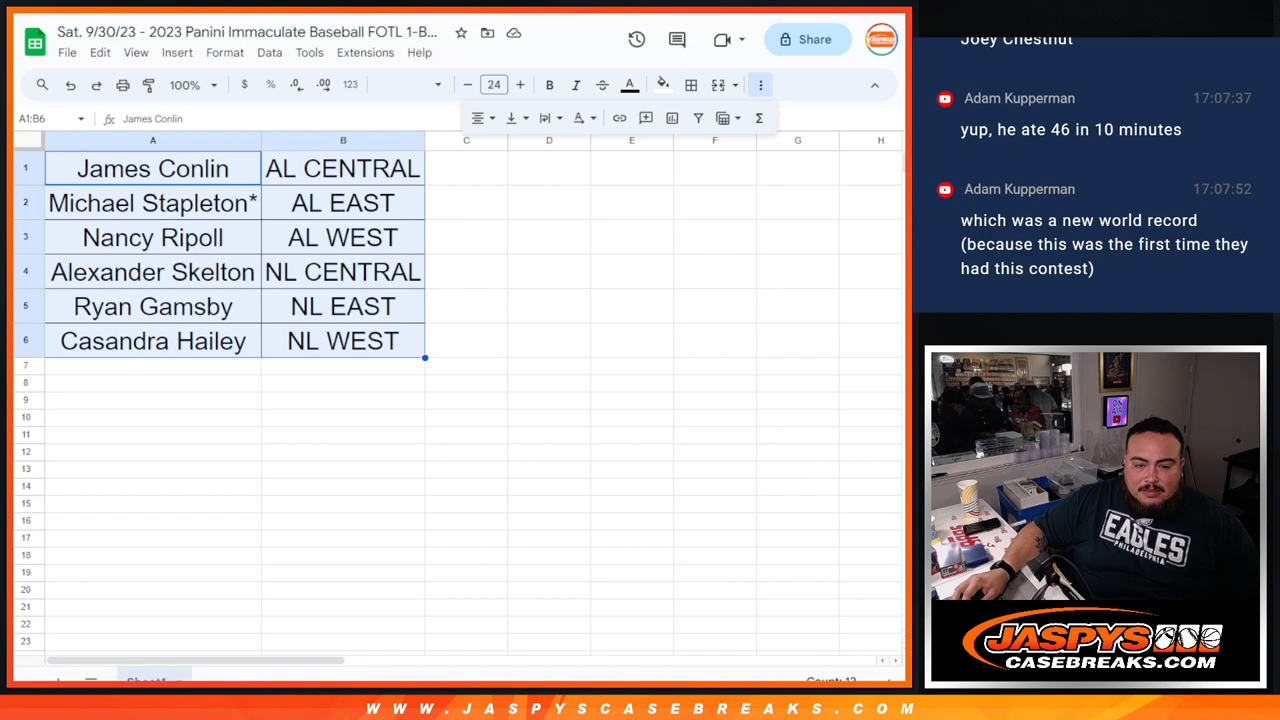 Sat. 9/30/23 - 2023 Panini Immaculate Baseball FOTL 1-B...
File Edit View Insert Format Data Tools Extensions Help
Share
100% $ % .0 .00 123 24 B I A
A1:B6 fx James Conlin
A B C D E F G H
1 James Conlin AL CENTRAL
2 Michael Stapleton* AL EAST
3 Nancy Ripoll AL WEST
4 Alexander Skelton NL CENTRAL
5 Ryan Gamsby NL EAST
6 Casandra Hailey NL WEST
7
8
9
10
11
12
13
14
15
16
17
18
19
20
21
22
23
Sheet1 Count: 12
Joey Chestnut
Adam Kupperman 17:07:37
yup, he ate 46 in 10 minutes
Adam Kupperman 17:07:52
which was a new world record
(because this was the first time they
had this contest)
ON
AIR
EAGLES
PHILADELPHIA
JASPYS
CASEBREAKS.COM
WWW.JASPYSCASEBREAKS.COM